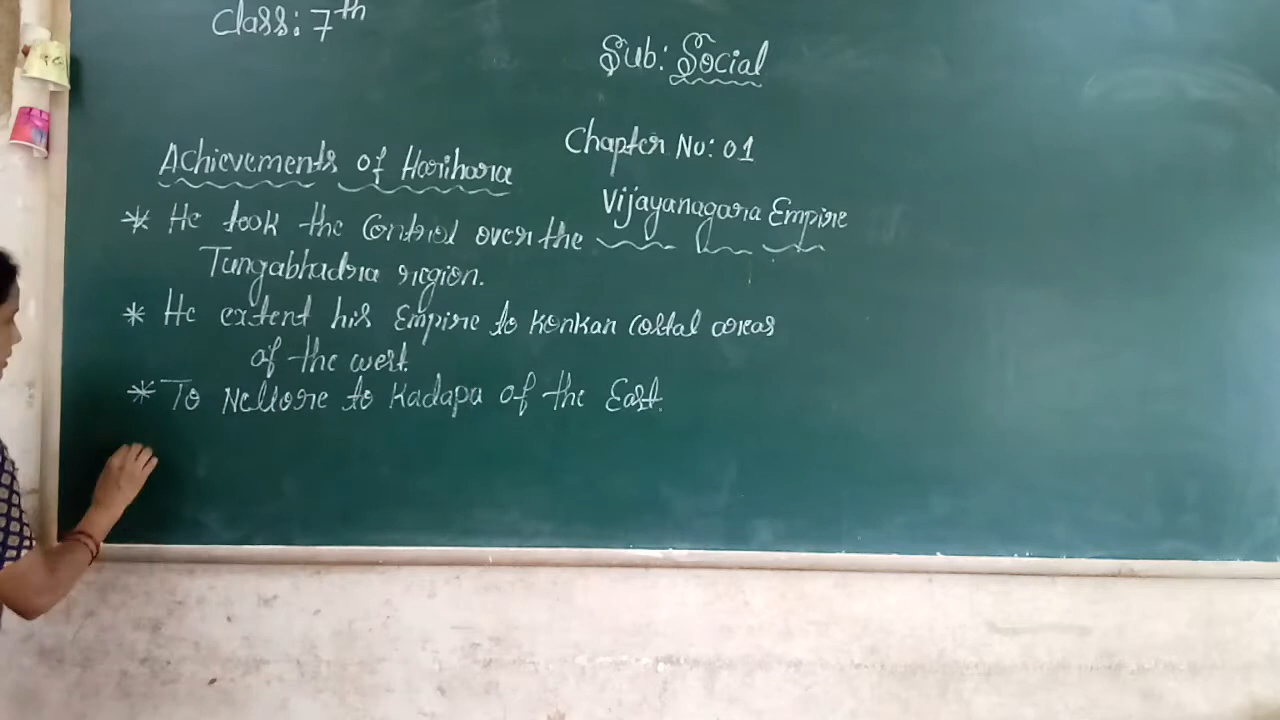 Class: 7th
Sub: Social
Chapter No: 01
Vijayanagara Empire
Achievements of Harihara
* He took the Control over the
Tungabhadra region.
* He extent his Empire to Konkan Costal areas
of the west.
* To Nellore to Kadapa of the East.